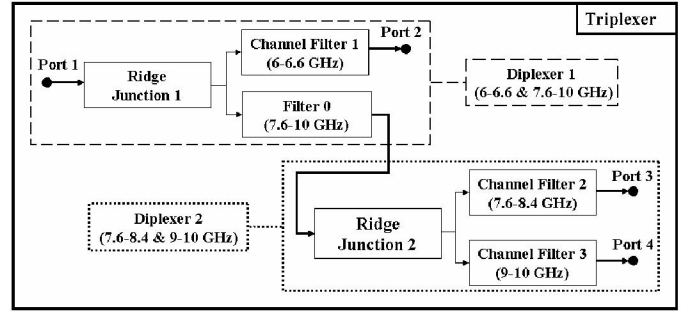 Triplexer
Port 1
Ridge
Junction 1
Channel Filter 1
(6-6.6 GHz)
Port 2
Filter 0
(7.6-10 GHz)
Diplexer 1
(6-6.6 & 7.6-10 GHz)
Diplexer 2
(7.6-8.4 & 9-10 GHz)
Ridge
Junction 2
Channel Filter 2
(7.6-8.4 GHz)
Port 3
Channel Filter 3
(9-10 GHz)
Port 4